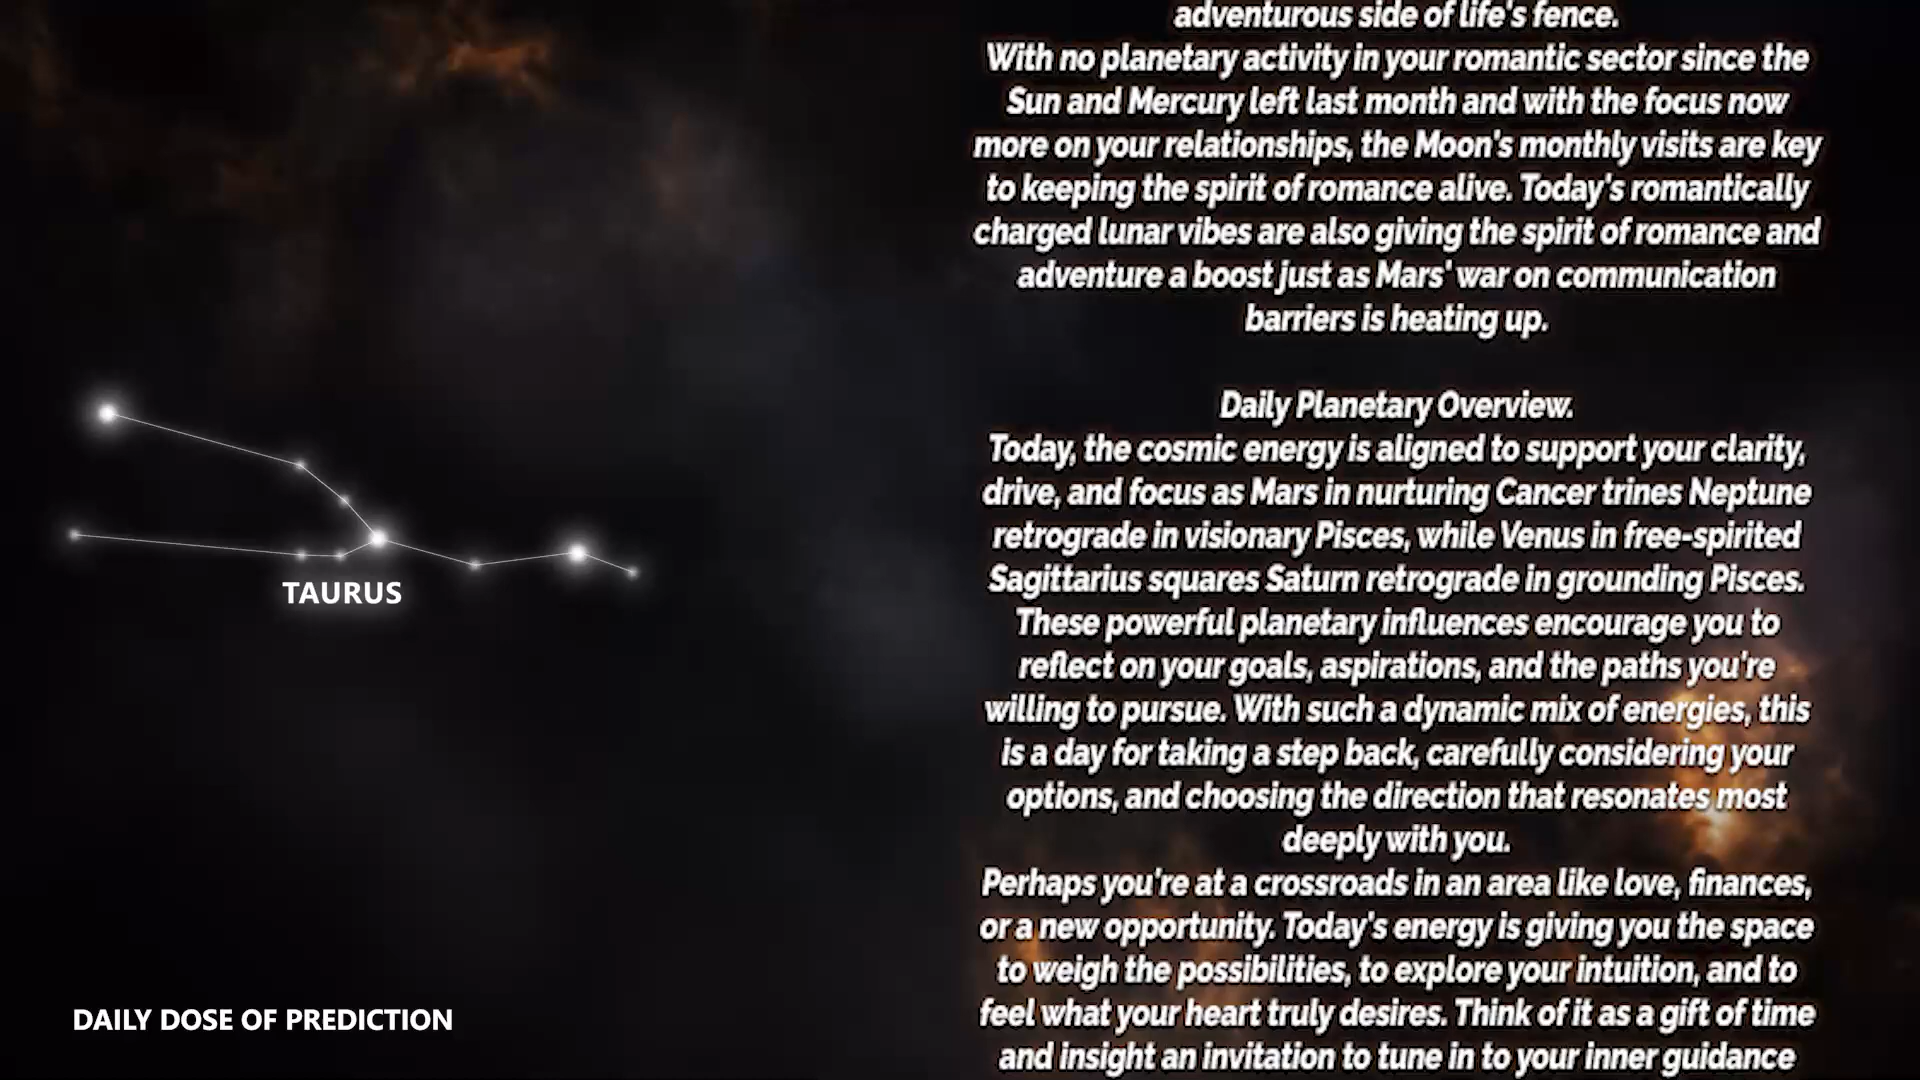 adventurous side of life's fence.
With no planetary activity in your romantic sector since the
Sun and Mercury left last month and with the focus now
more on your relationships, the Moon's monthly visits are key
to keeping the spirit of romance alive. Today's romantically
charged lunar vibes are also giving the spirit of romance and
adventure a boost just as Mars' war on communication
barriers is heating up.
Daily Planetary Overview.
Today, the cosmic energy is aligned to support your clarity,
drive, and focus as Mars in nurturing Cancer trines Neptune
retrograde in visionary Pisces, while Venus in free-spirited
Sagittarius squares Saturn retrograde in grounding Pisces.
These powerful planetary influences encourage you to
reflect on your goals, aspirations, and the paths you're
willing to pursue. With such a dynamic mix of energies, this
is a day for taking a step back, carefully considering your
options, and choosing the direction that resonates most
deeply with you.
Perhaps you're at a crossroads in an area like love, finances,
or a new opportunity. Today's energy is giving you the space
to weigh the possibilities, to explore your intuition, and to
feel what your heart truly desires. Think of it as a gift of time
and insight an invitation to tune in to your inner guidance
TAURUS
DAILY DOSE OF PREDICTION